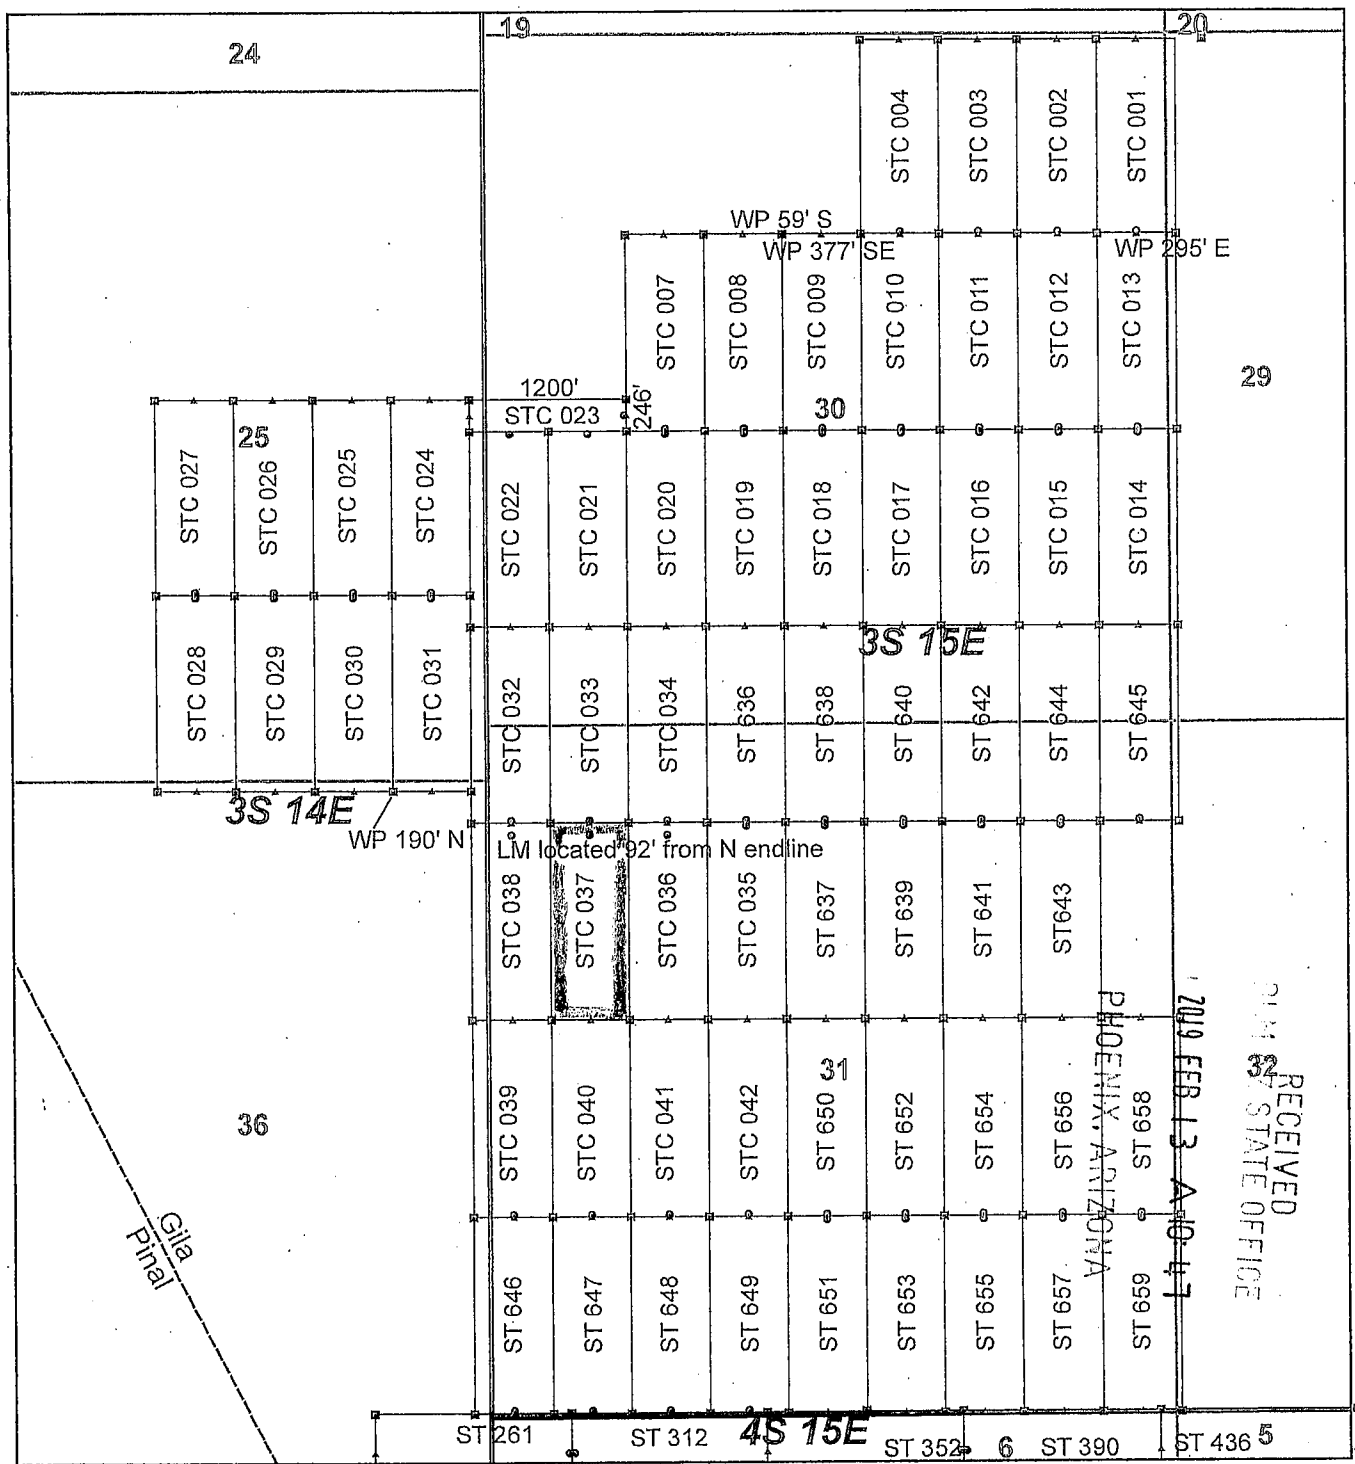 24
19
20
STC 004
STC 003
STC 002
STC 001
WP 59' S
WP 377' SE
WP 295' E
STC 007
STC 008
STC 009
STC 010
STC 011
STC 012
STC 013
29
1200'
246'
STC 023
30
25
STC 027
STC 026
STC 025
STC 024
STC 022
STC 021
STC 020
STC 019
STC 018
STC 017
STC 016
STC 015
STC 014
3S 15E
STC 028
STC 029
STC 030
STC 031
STC 032
STC 033
STC 034
ST 636
ST 638
ST 640
ST 642
ST 644
ST 645
3S 14E
WP 190' N
LM located 92' from N endline
STC 038
STC 037
STC 036
STC 035
ST 637
ST 639
ST 641
ST643
31
32
36
STC 039
STC 040
STC 041
STC 042
ST 650
ST 652
ST 654
ST 656
ST 658
RECEIVED
STATE OFFICE
2019 FEB 13 A 10:47
PHOENIX, ARIZONA
Gila
Pinal
ST 646
ST 647
ST 648
ST 649
ST 651
ST 653
ST 655
ST 657
ST 659
4S 15E
ST 261
ST 312
ST 352
6
ST 390
ST 436
5